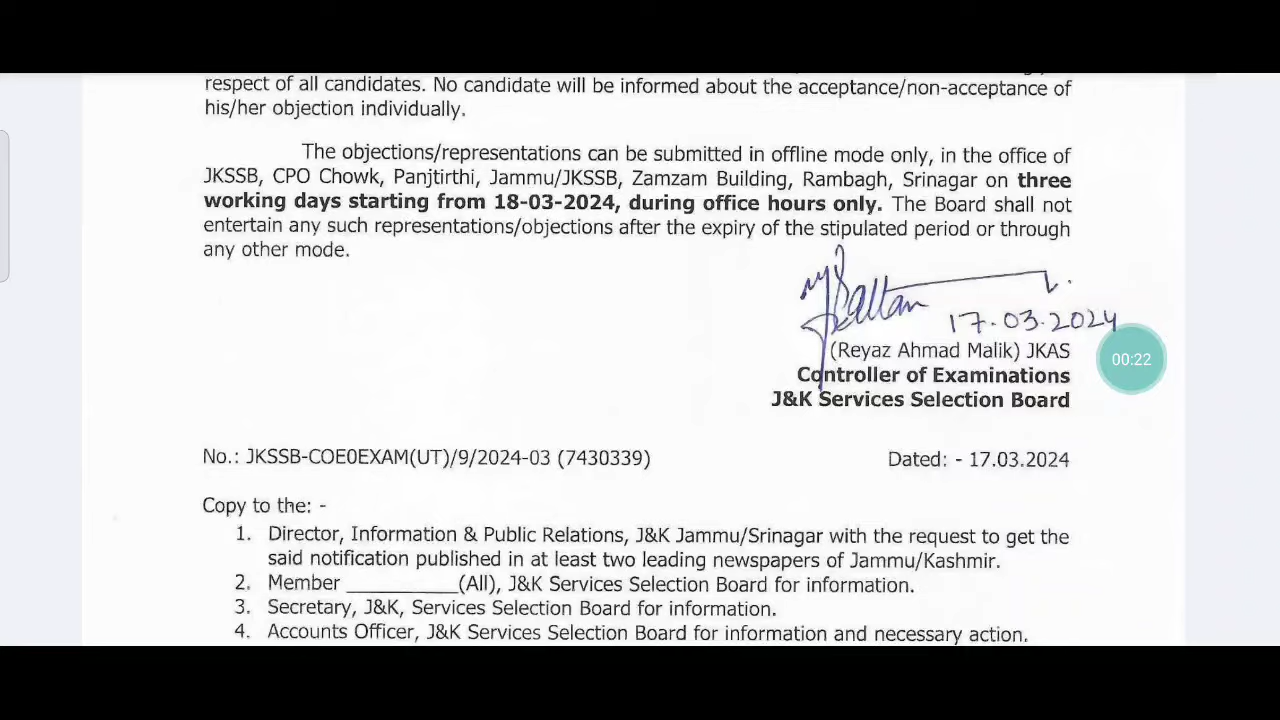 respect of all candidates. No candidate will be informed about the acceptance/non-acceptance of
his/her objection individually.
The objections/representations can be submitted in offline mode only, in the office of
JKSSB, CPO Chowk, Panjtirthi, Jammu/JKSSB, Zamzam Building, Rambagh, Srinagar on three
working days starting from 18-03-2024, during office hours only. The Board shall not
entertain any such representations/objections after the expiry of the stipulated period or through
any other mode.
17.03.2024
(Reyaz Ahmad Malik) JKAS
00:22
Controller of Examinations
J&K Services Selection Board
No.: JKSSB-COE0EXAM(UT)/9/2024-03 (7430339)
Dated: - 17.03.2024
Copy to the: -
1. Director, Information & Public Relations, J&K Jammu/Srinagar with the request to get the
said notification published in at least two leading newspapers of Jammu/Kashmir.
2. Member __________(All), J&K Services Selection Board for information.
3. Secretary, J&K, Services Selection Board for information.
4. Accounts Officer, J&K Services Selection Board for information and necessary action.